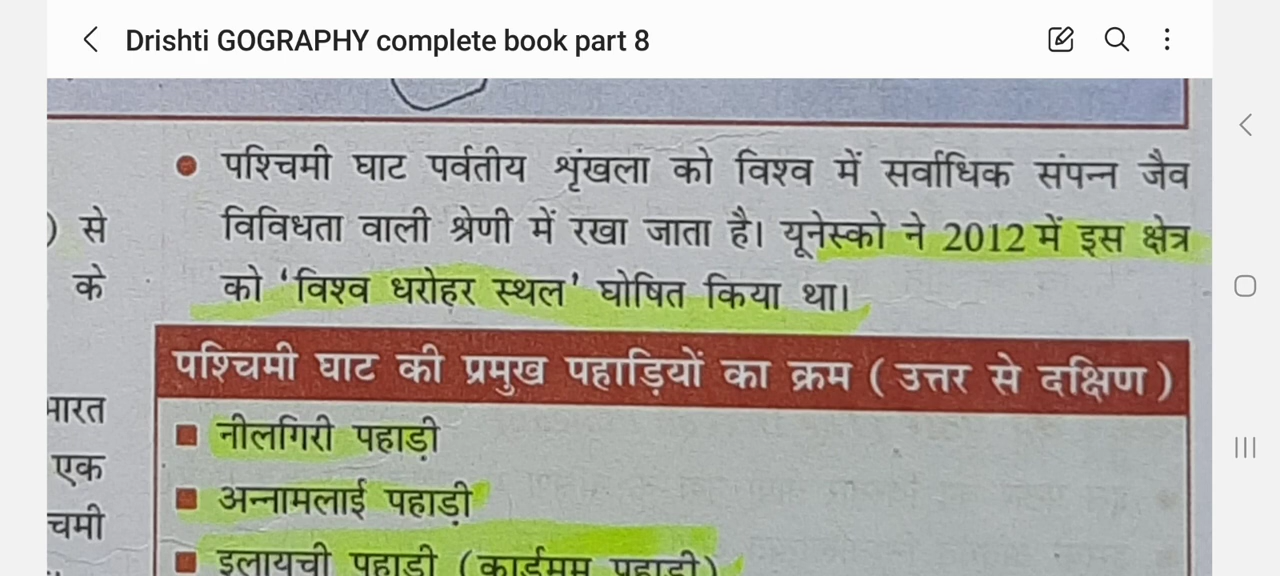 Drishti GOGRAPHY complete book part 8
पश्चिमी घाट पर्वतीय श्रृंखला को विश्व में सर्वाधिक संपन्न जैव
) से विविधता वाली श्रेणी में रखा जाता है। यूनेस्को ने 2012 में इस क्षेत्र
के को 'विश्व धरोहर स्थल' घोषित किया था।
पश्चिमी घाट की प्रमुख पहाड़ियों का क्रम ( उत्तर से दक्षिण )
नीलगिरी पहाड़ी
अन्नामलाई पहाड़ी
एक
चमी
इलायची पहाड़ी (कार्डमम पहाड़ी)